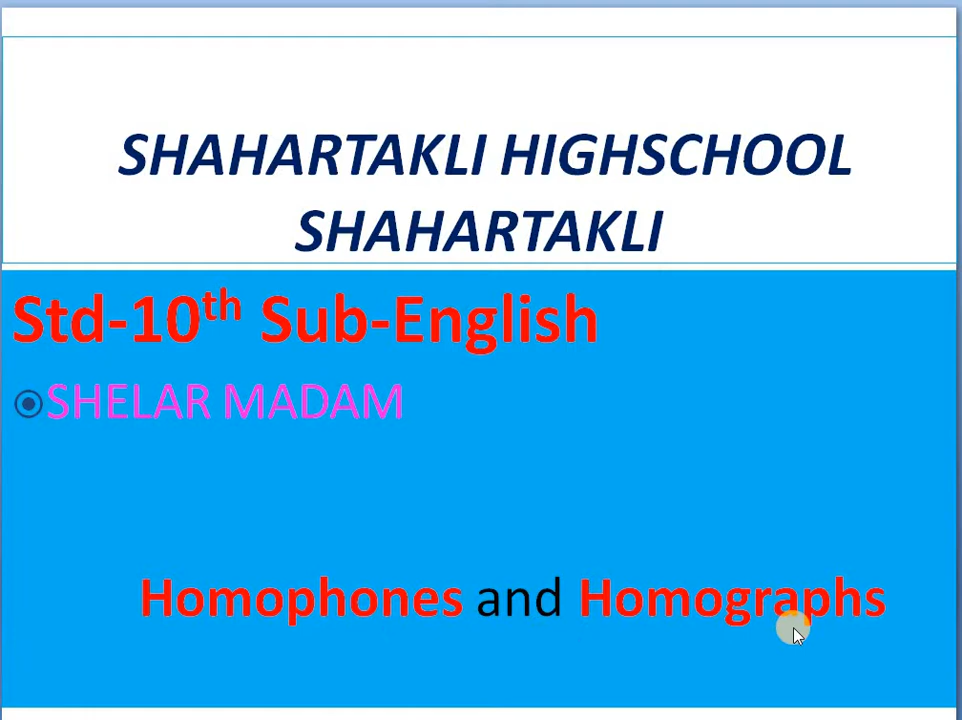 SHAHARTAKLI HIGHSCHOOL
SHAHARTAKLI
Std-10th Sub-English
SHELAR MADAM
Homophones and Homographs